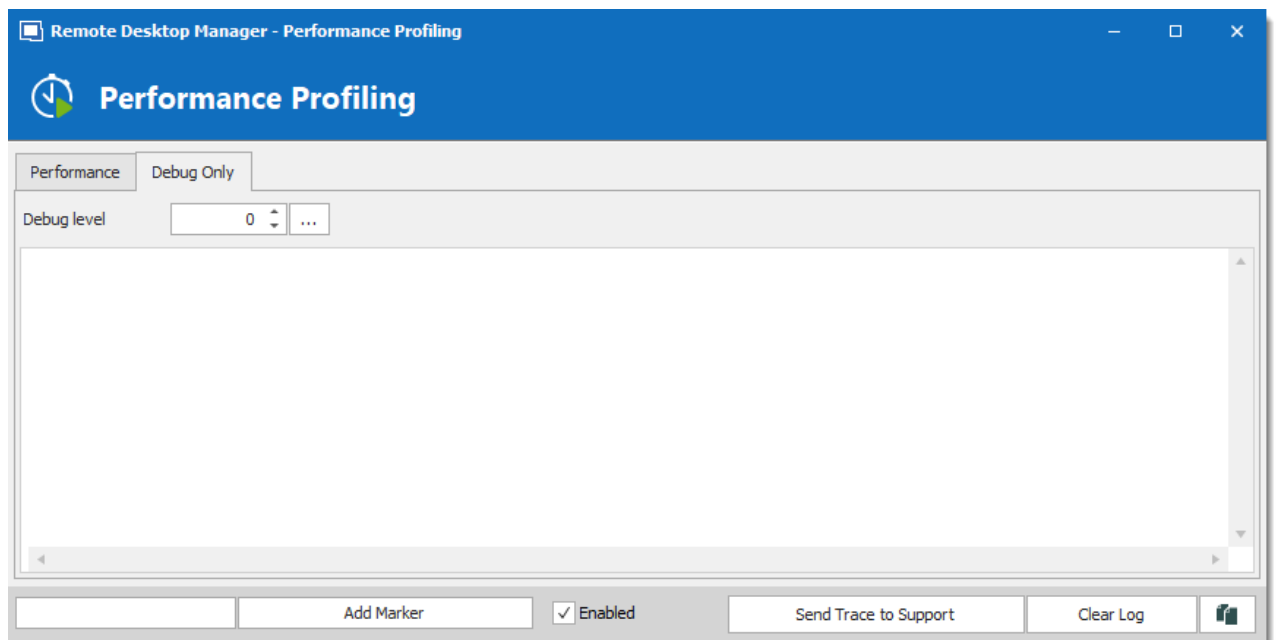 Remote Desktop Manager - Performance Profiling
Performance Profiling
Performance Debug Only
Debug level 0 ...
Add Marker Enabled Send Trace to Support Clear Log